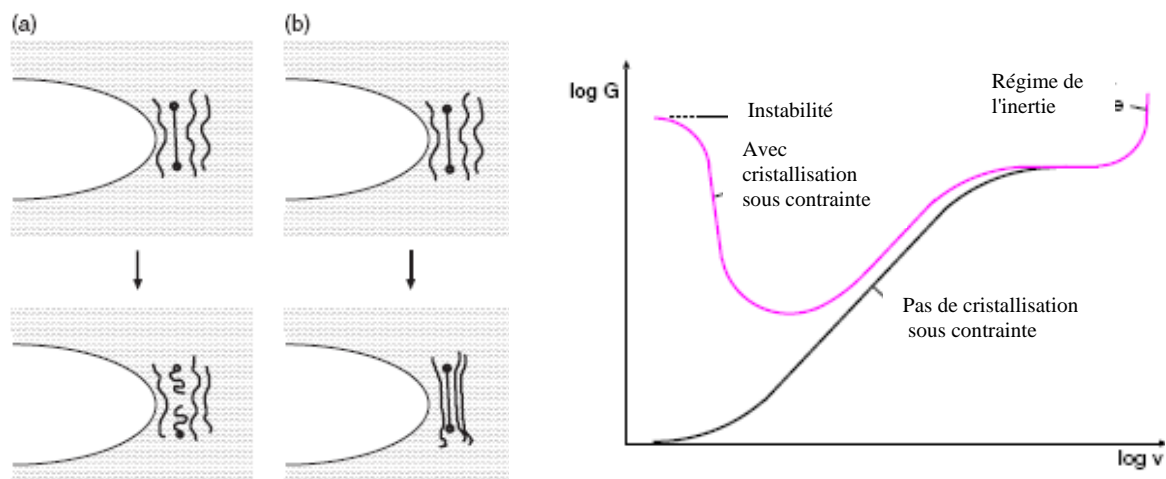 (a)
(b)
log G
Instabilité
Avec
cristallisation
sous contrainte
Régime de
l'inertie
e
Pas de cristallisation
sous contrainte
log v